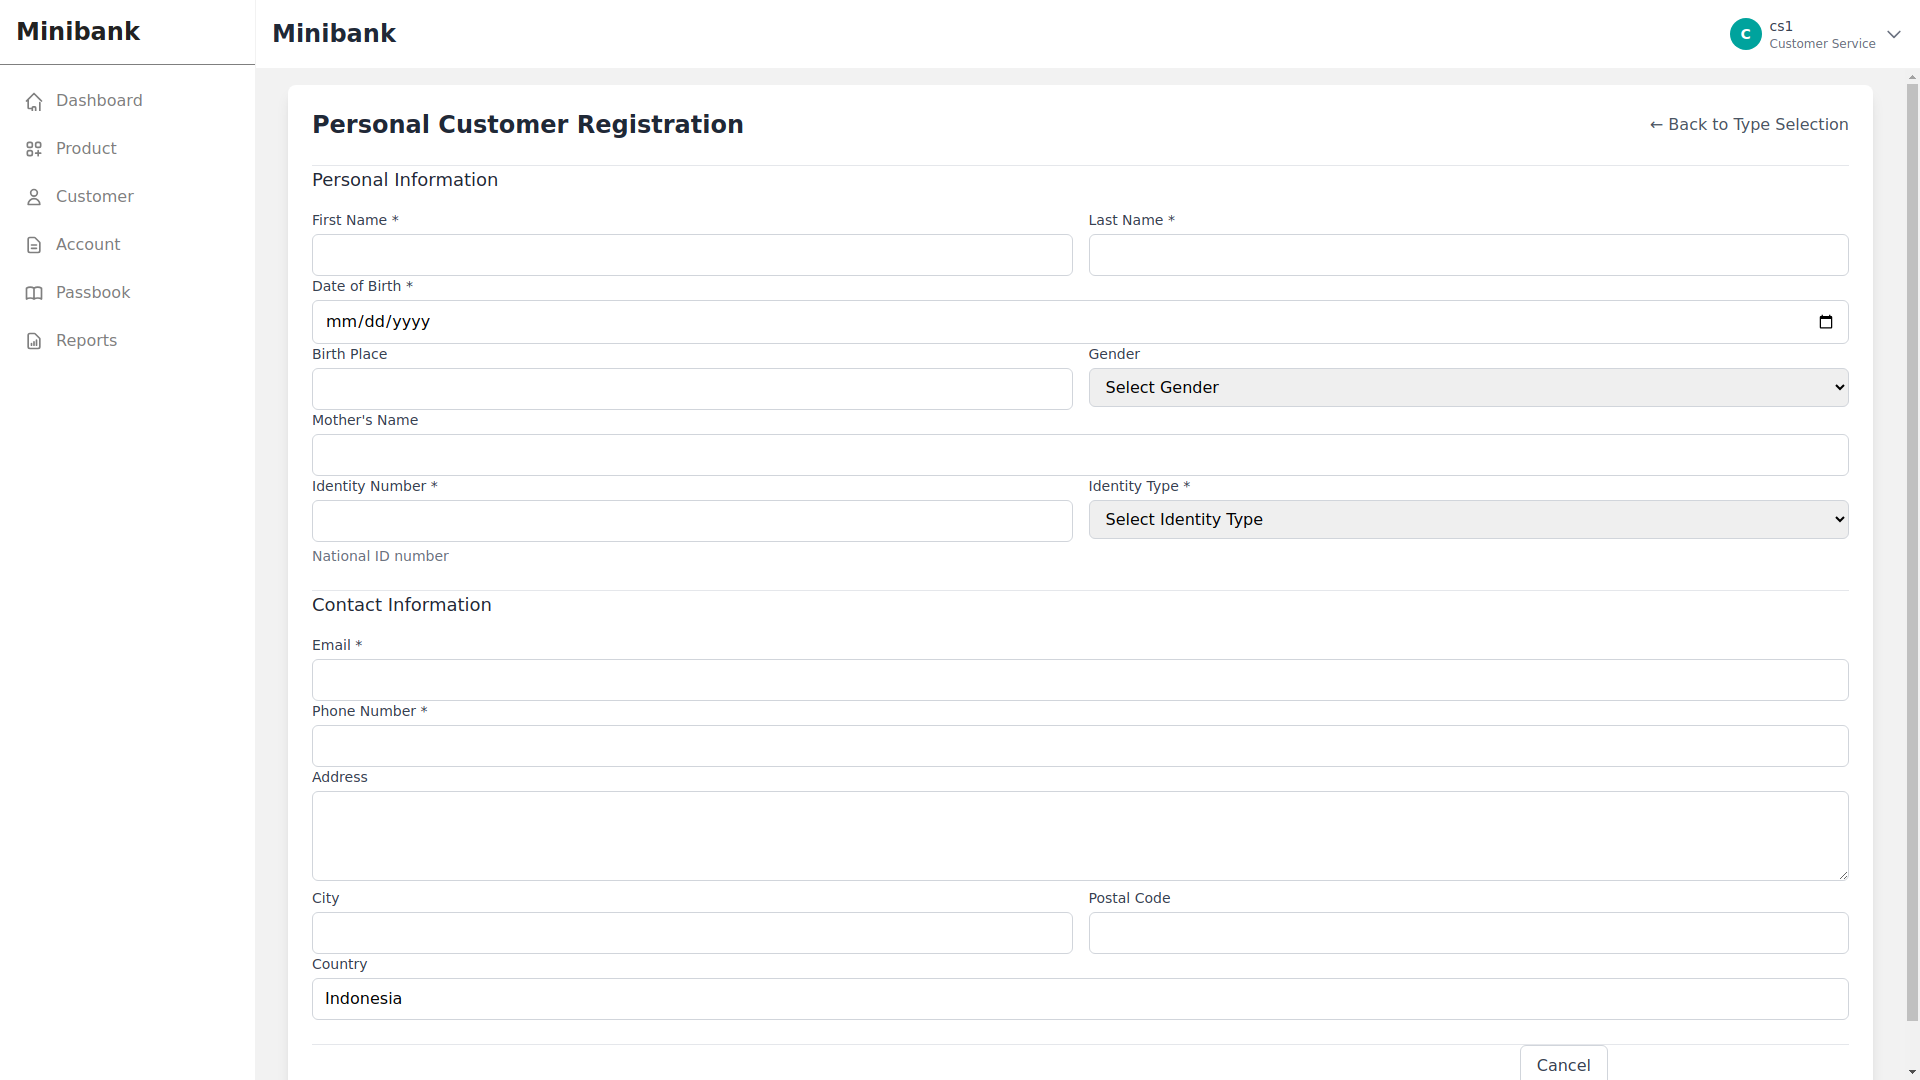 Minibank
Minibank
C
cs1
Customer Service
Dashboard
Product
Customer
Account
Passbook
Reports
Personal Customer Registration
← Back to Type Selection
Personal Information
First Name *
Last Name *
Date of Birth *
mm/dd/yyyy
Birth Place
Gender
Select Gender
Mother's Name
Identity Number *
Identity Type *
Select Identity Type
National ID number
Contact Information
Email *
Phone Number *
Address
City
Postal Code
Country
Indonesia
Cancel